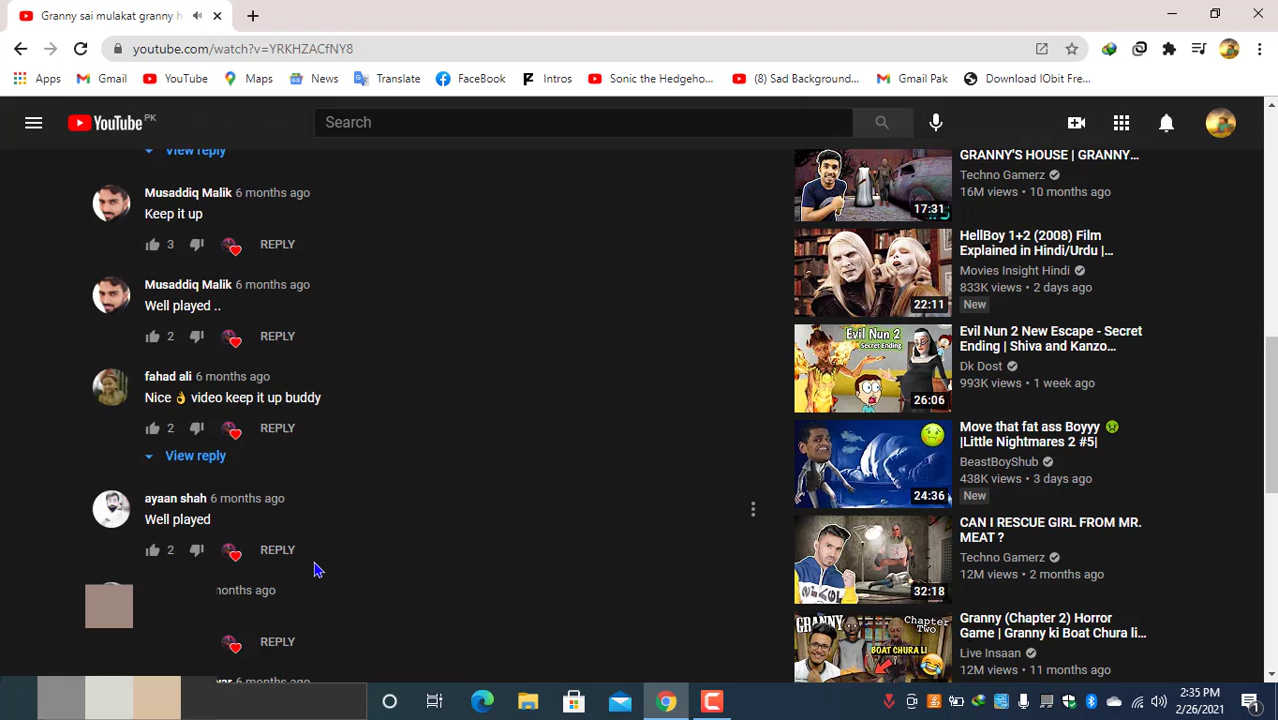 Granny sai mulakat granny h
youtube.com/watch?v=YRKHZACfNY8
Apps
Gmail
YouTube
Maps
News
Translate
FaceBook
Intros
Sonic the Hedgeho...
(8) Sad Background...
Gmail Pak
Download IObit Fre...
YouTube PK
Search
View reply
Musaddiq Malik 6 months ago
Keep it up
3 REPLY
Musaddiq Malik 6 months ago
Well played ..
2 REPLY
fahad ali 6 months ago
Nice 👌 video keep it up buddy
2 REPLY
View reply
ayaan shah 6 months ago
Well played
2 REPLY
months ago
REPLY
6 months ago
GRANNY'S HOUSE | GRANNY...
Techno Gamerz
16M views • 10 months ago
17:31
HellBoy 1+2 (2008) Film
Explained in Hindi/Urdu |...
Movies Insight Hindi
833K views • 2 days ago
New
22:11
Evil Nun 2 New Escape - Secret
Ending | Shiva and Kanzo...
Dk Dost
993K views • 1 week ago
Evil Nun 2
Secret Ending
26:06
Move that fat ass Boyyy 🤢
|Little Nightmares 2 #5|
BeastBoyShub
438K views • 3 days ago
New
24:36
CAN I RESCUE GIRL FROM MR.
MEAT ?
Techno Gamerz
12M views • 2 months ago
32:18
Granny (Chapter 2) Horror
Game | Granny ki Boat Chura li...
Live Insaan
12M views • 11 months ago
GRANNY
Chapter
Two
BOAT CHURA LI
2:35 PM
2/26/2021
1